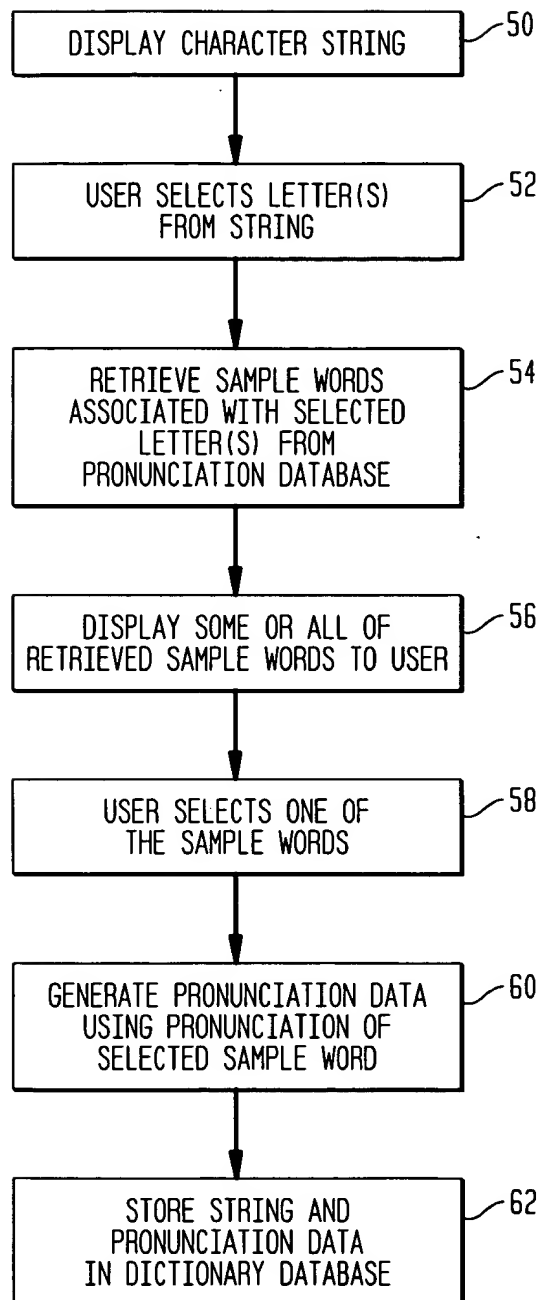 DISPLAY CHARACTER STRING
50
USER SELECTS LETTER(S)
FROM STRING
52
RETRIEVE SAMPLE WORDS
ASSOCIATED WITH SELECTED
LETTER(S) FROM
PRONUNCIATION DATABASE
54
DISPLAY SOME OR ALL OF
RETRIEVED SAMPLE WORDS TO USER
56
USER SELECTS ONE OF
THE SAMPLE WORDS
58
GENERATE PRONUNCIATION DATA
USING PRONUNCIATION OF
SELECTED SAMPLE WORD
60
STORE STRING AND
PRONUNCIATION DATA
IN DICTIONARY DATABASE
62